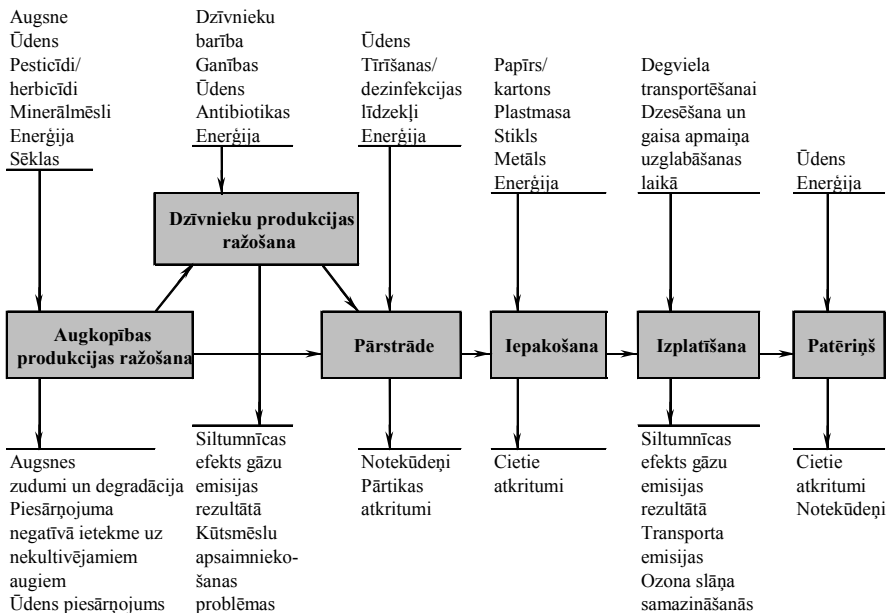 Augsne
Ūdens
Pesticīdi/
herbicīdi
Minerālmēsli
Enerģija
Sēklas
Dzīvnieku
barība
Ganības
Ūdens
Antibiotikas
Enerģija
Ūdens
Tīrīšanas/
dezinfekcijas
līdzekļi
Enerģija
Papīrs/
kartons
Plastmasa
Stikls
Metāls
Enerģija
Degviela
transportēšanai
Dzesēšana un
gaisa apmaiņa
uzglabāšanas
laikā
Ūdens
Enerģija
Dzīvnieku produkcijas
ražošana
Augkopības
produkcijas ražošana
Pārstrāde
Iepakošana
Izplatīšana
Patēriņš
Augsnes
zudumi un degradācija
Piesārņojuma
negatīvā ietekme uz
nekultivējamiem
augiem
Ūdens piesārņojums
Siltumnīcas
efekts gāzu
emisijas
rezultātā
Kūtsmēslu
apsaimnieko-
šanas
problēmas
Notekūdeņi
Pārtikas
atkritumi
Cietie
atkritumi
Siltumnīcas
efekts gāzu
emisijas
rezultātā
Transporta
emisijas
Ozona slāņa
samazināšanās
Cietie
atkritumi
Notekūdeņi